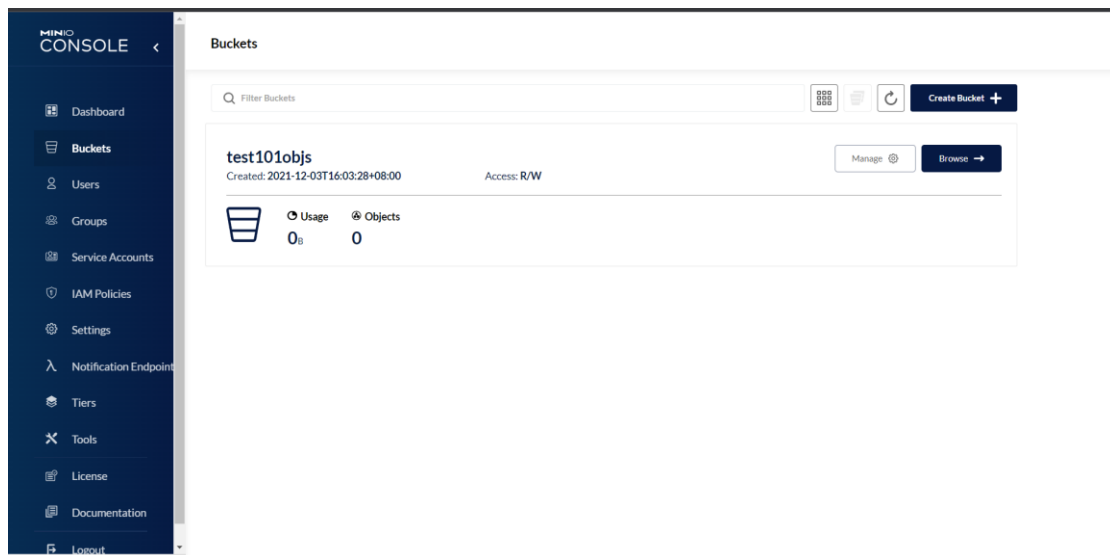 MINIO
CONSOLE
Dashboard
Buckets
Users
Groups
Service Accounts
IAM Policies
Settings
Notification Endpoint
Tiers
Tools
License
Documentation
Logout
Buckets
Filter Buckets
Create Bucket
test101objs
Created: 2021-12-03T16:03:28+08:00 Access: R/W
Manage Browse
Usage Objects
0B 0